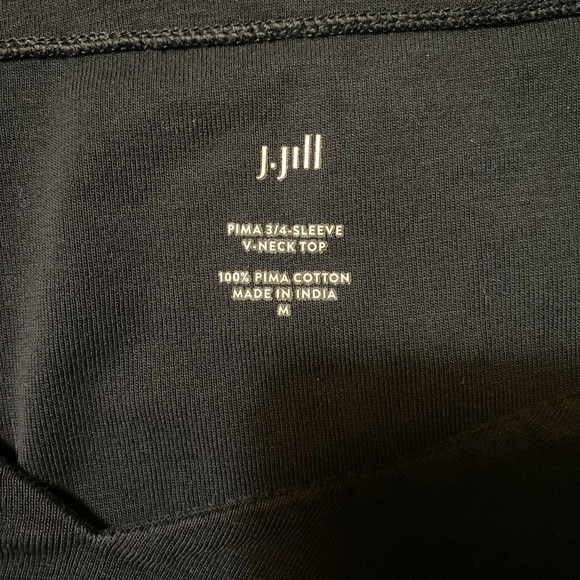 J.Jill
PIMA 3/4-SLEEVE
V-NECK TOP
100% PIMA COTTON
MADE IN INDIA
M